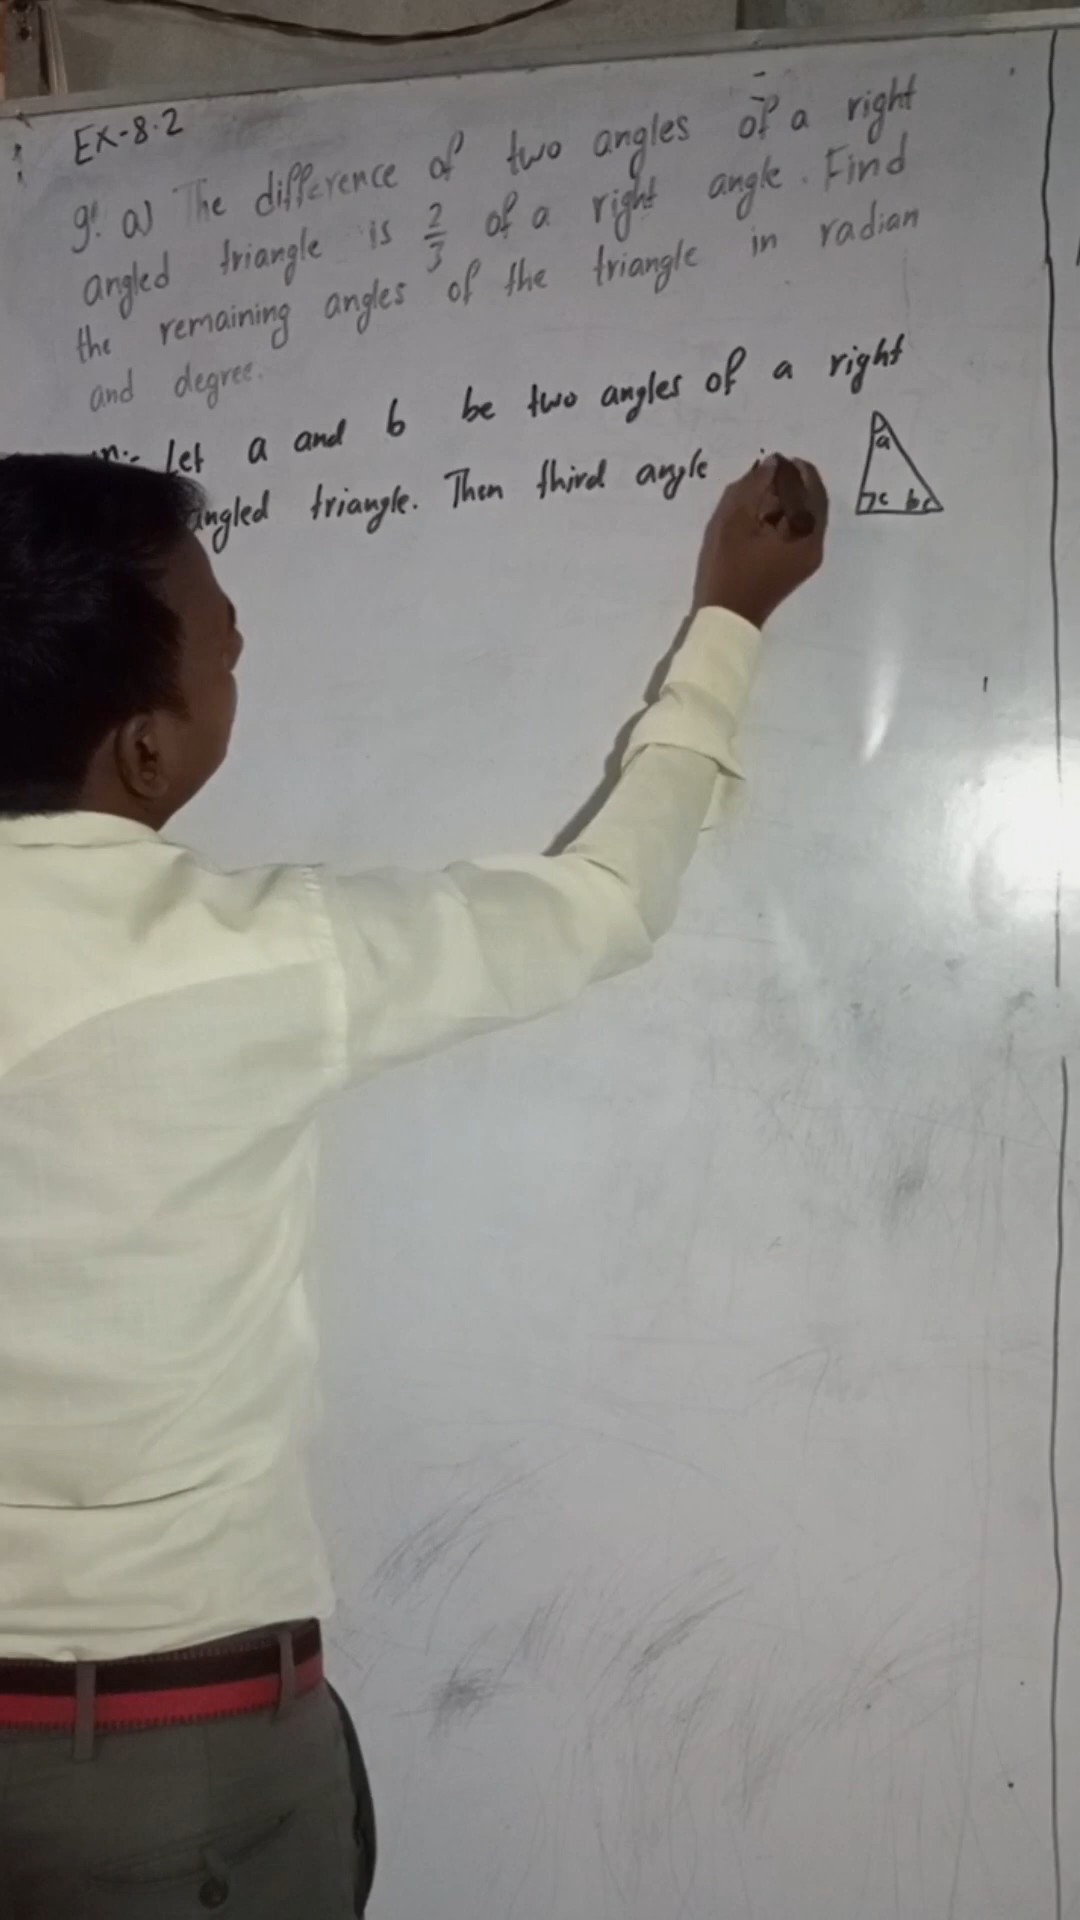 Ex-8.2
9. a) The difference of two angles of a right
angled triangle is 2/3 of a right angle. Find
the remaining angles of the triangle in radian
and degree.
n:- Let a and b be two angles of a right
angled triangle. Then third angle
a
c b